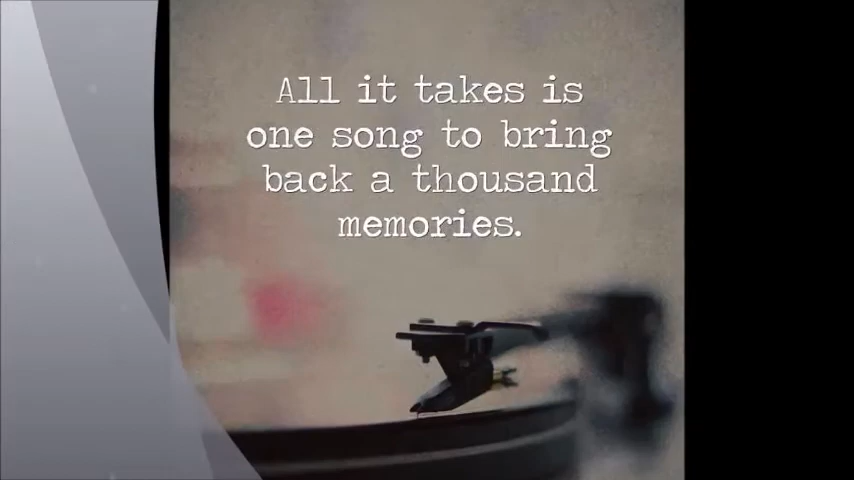 All it takes is
one song to bring
back a thousand
memories.